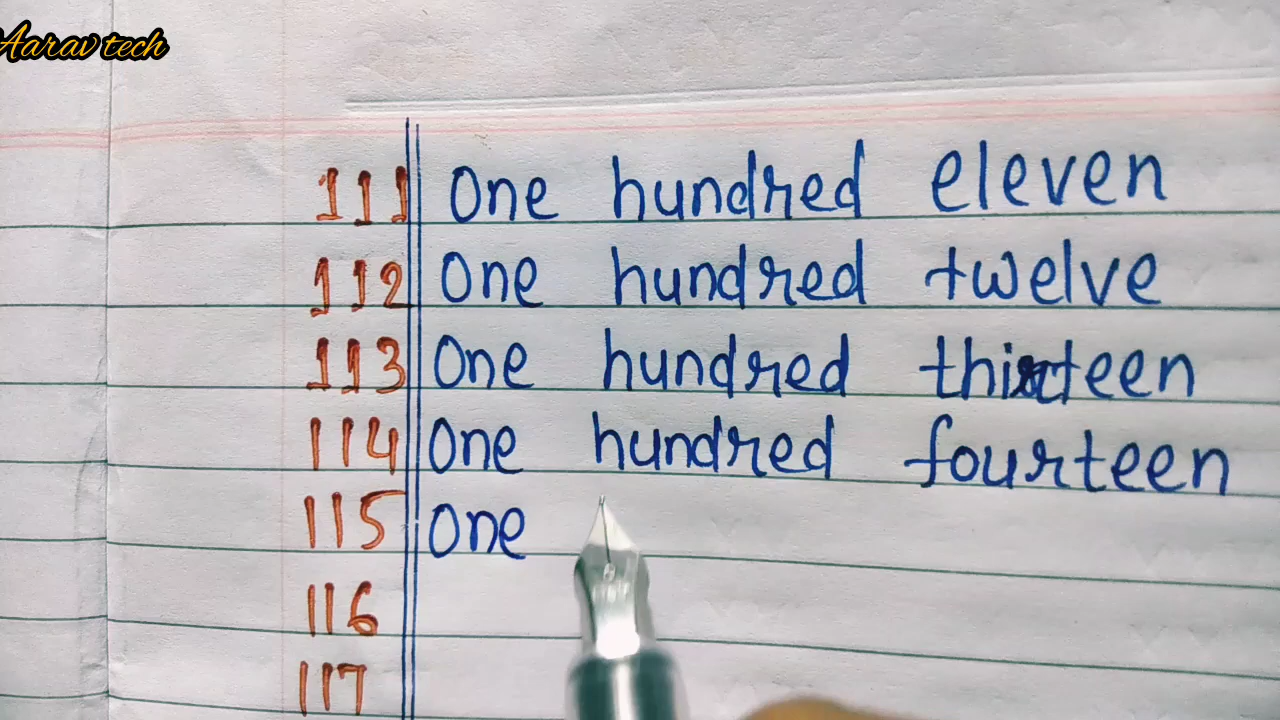 Aarav tech
111 One hundred eleven
112 One hundred twelve
113 One hundred thirteen
114 One hundred fourteen
115 One
116
117